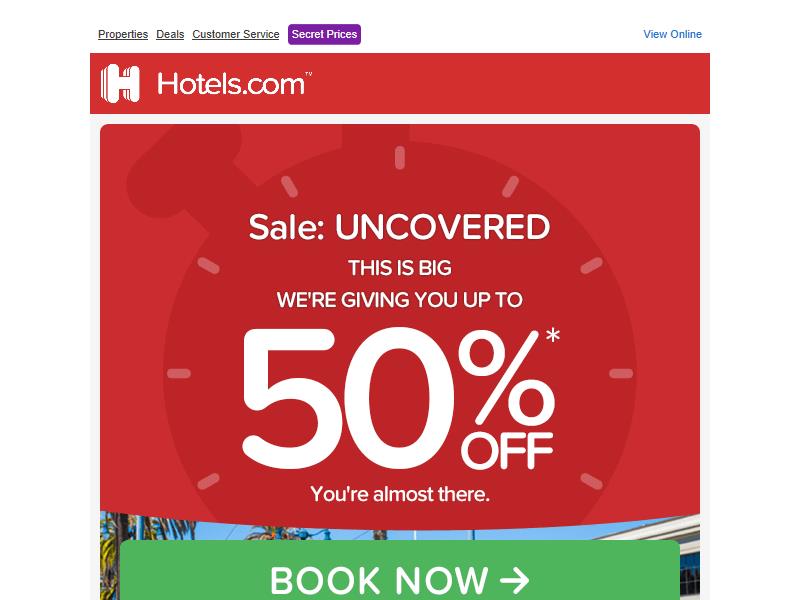 Properties Deals Customer Service Secret Prices View Online
Hotels.com™
Sale: UNCOVERED
THIS IS BIG
WE'RE GIVING YOU UP TO
50%*
OFF
You're almost there.
BOOK NOW →